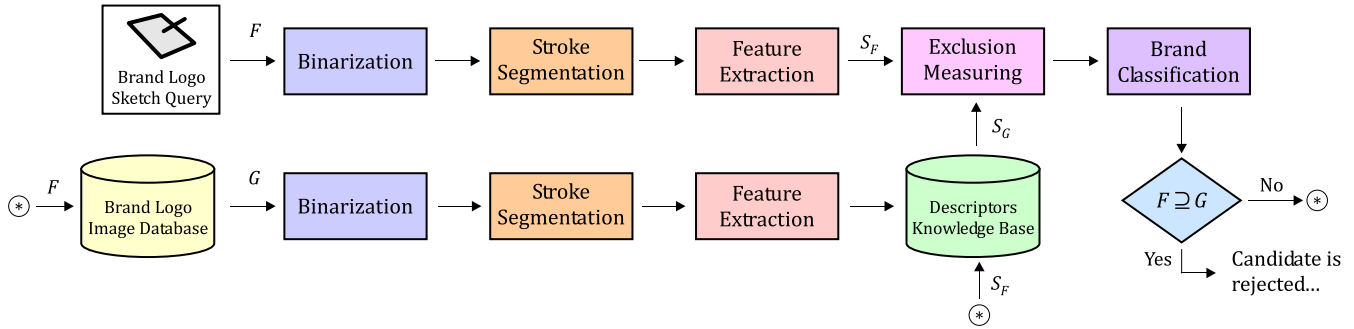 Brand Logo
Sketch Query
F
Binarization
Stroke
Segmentation
Feature
Extraction
S_F
Exclusion
Measuring
Brand
Classification
S_G
* F
Brand Logo
Image Database
G
Binarization
Stroke
Segmentation
Feature
Extraction
Descriptors
Knowledge Base
F ⊇ G
No *
Yes
Candidate is
rejected...
S_F
*